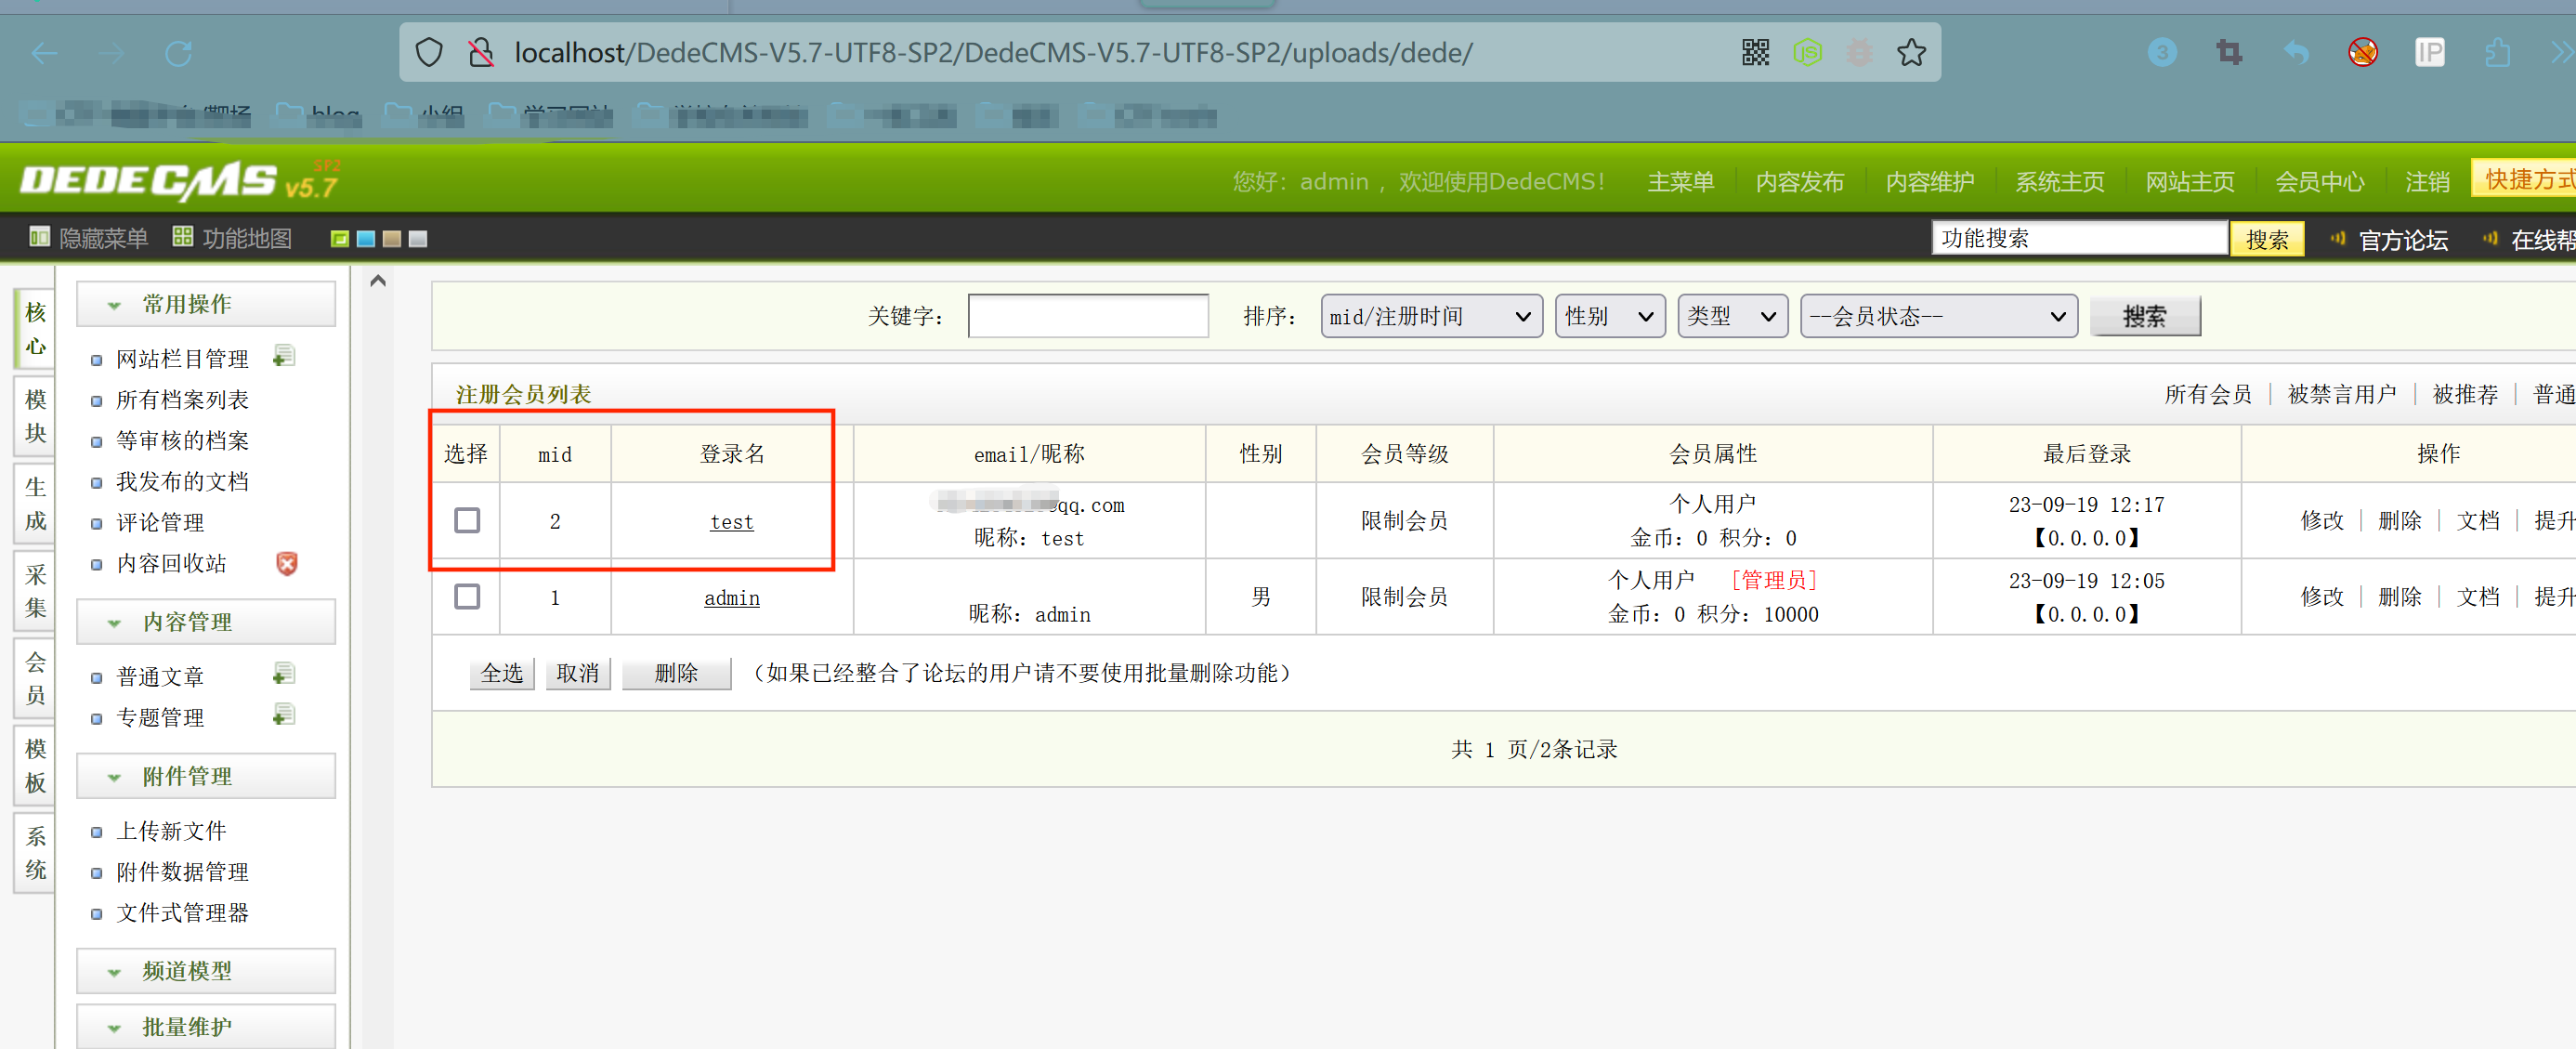 localhost/DedeCMS-V5.7-UTF8-SP2/DedeCMS-V5.7-UTF8-SP2/uploads/dede/
3
IP
靶场 blog 小组 学习网站
DEDECMS v5.7 SP2
您好：admin ，欢迎使用DedeCMS！ 主菜单 内容发布 内容维护 系统主页 网站主页 会员中心 注销 快捷方式
隐藏菜单 功能地图 功能搜索 搜索 官方论坛 在线帮
核心
模块
生成
采集
会员
模板
系统
常用操作
网站栏目管理
所有档案列表
等审核的档案
我发布的文档
评论管理
内容回收站
内容管理
普通文章
专题管理
附件管理
上传新文件
附件数据管理
文件式管理器
频道模型
批量维护
关键字： 排序： mid/注册时间 性别 类型 --会员状态-- 搜索
注册会员列表 所有会员 | 被禁言用户 | 被推荐 | 普通
选择 mid 登录名 email/昵称 性别 会员等级 会员属性 最后登录 操作
2 test qq.com 限制会员 个人用户 23-09-19 12:17 修改 | 删除 | 文档 | 提升
昵称：test 金币：0 积分：0 【0.0.0.0】
1 admin 男 限制会员 个人用户 [管理员] 23-09-19 12:05 修改 | 删除 | 文档 | 提升
昵称：admin 金币：0 积分：10000 【0.0.0.0】
全选 取消 删除 （如果已经整合了论坛的用户请不要使用批量删除功能）
共 1 页/2条记录